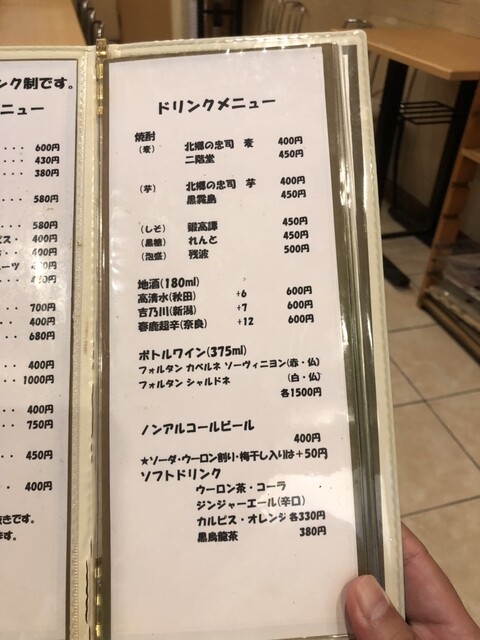 ンク制です。
ニュー
600円
430円
380円
580円
580円
400円
400円
700円
400円
680円
400円
1000円
400円
750円
450円
400円
きです。
ます。
ドリンクメニュー
焼酎
(麦) 北郷の忠司 麦 400円
二階堂 450円
(芋) 北郷の忠司 芋 400円
黒霧島 450円
(しそ) 鍛高譚 450円
(黒糖) れんと 450円
(泡盛) 残波 500円
地酒(180ml)
高清水(秋田) +6 600円
吉乃川(新潟) +7 600円
春鹿超辛(奈良) +12 600円
ボトルワイン(375ml)
フォルタン カベルネ ソーヴィニヨン(赤・仏)
フォルタン シャルドネ (白・仏)
各1500円
ノンアルコールビール
400円
★ソーダ・ウーロン割り・梅干し入りは+50円
ソフトドリンク
ウーロン茶・コーラ
ジンジャーエール(辛口)
カルピス・オレンジ 各330円
黒烏龍茶 380円